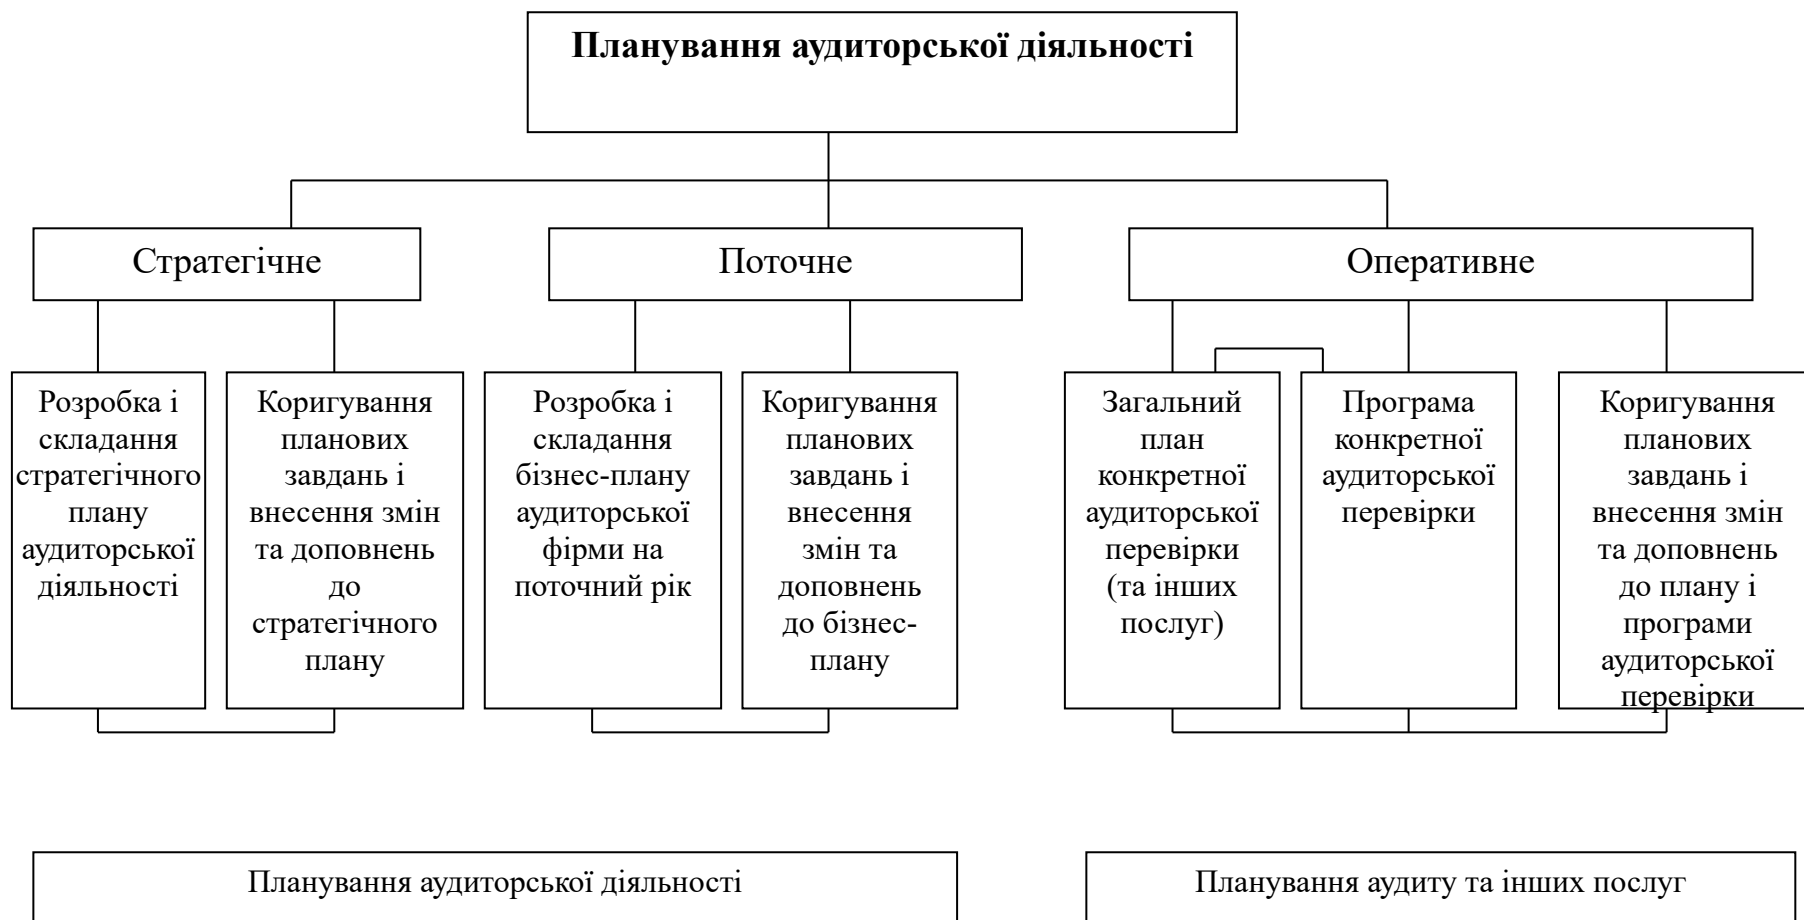 Планування аудиторської діяльності
Стратегічне
Поточне
Оперативне
Розробка і
складання
стратегічного
плану
аудиторської
діяльності
Коригування
планових
завдань і
внесення змін
та доповнень
до
стратегічного
плану
Розробка і
складання
бізнес-плану
аудиторської
фірми на
поточний рік
Коригування
планових
завдань і
внесення
змін та
доповнень
до бізнес-
плану
Загальний
план
конкретної
аудиторської
перевірки
(та інших
послуг)
Програма
конкретної
аудиторської
перевірки
Коригування
планових
завдань і
внесення змін
та доповнень
до плану і
програми
аудиторської
перевірки
Планування аудиторської діяльності
Планування аудиту та інших послуг